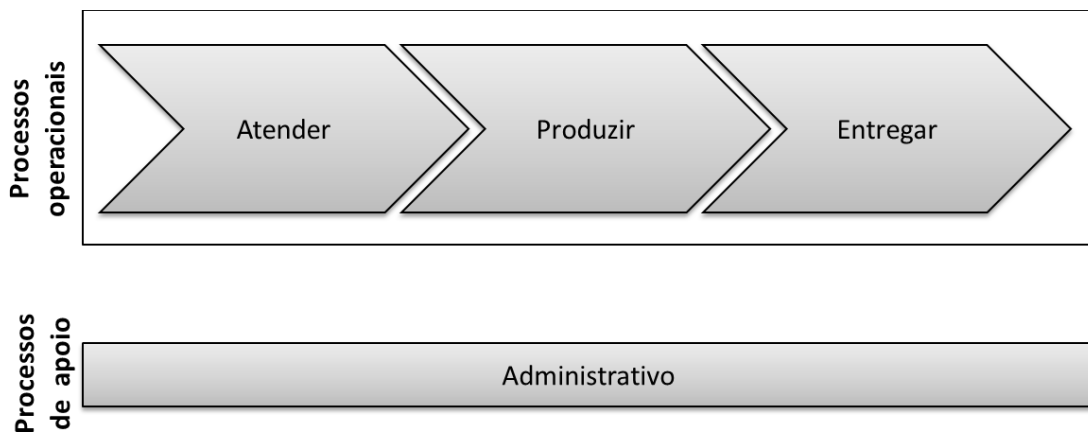 Processos
operacionais
Atender
Produzir
Entregar
Processos
de apoio
Administrativo